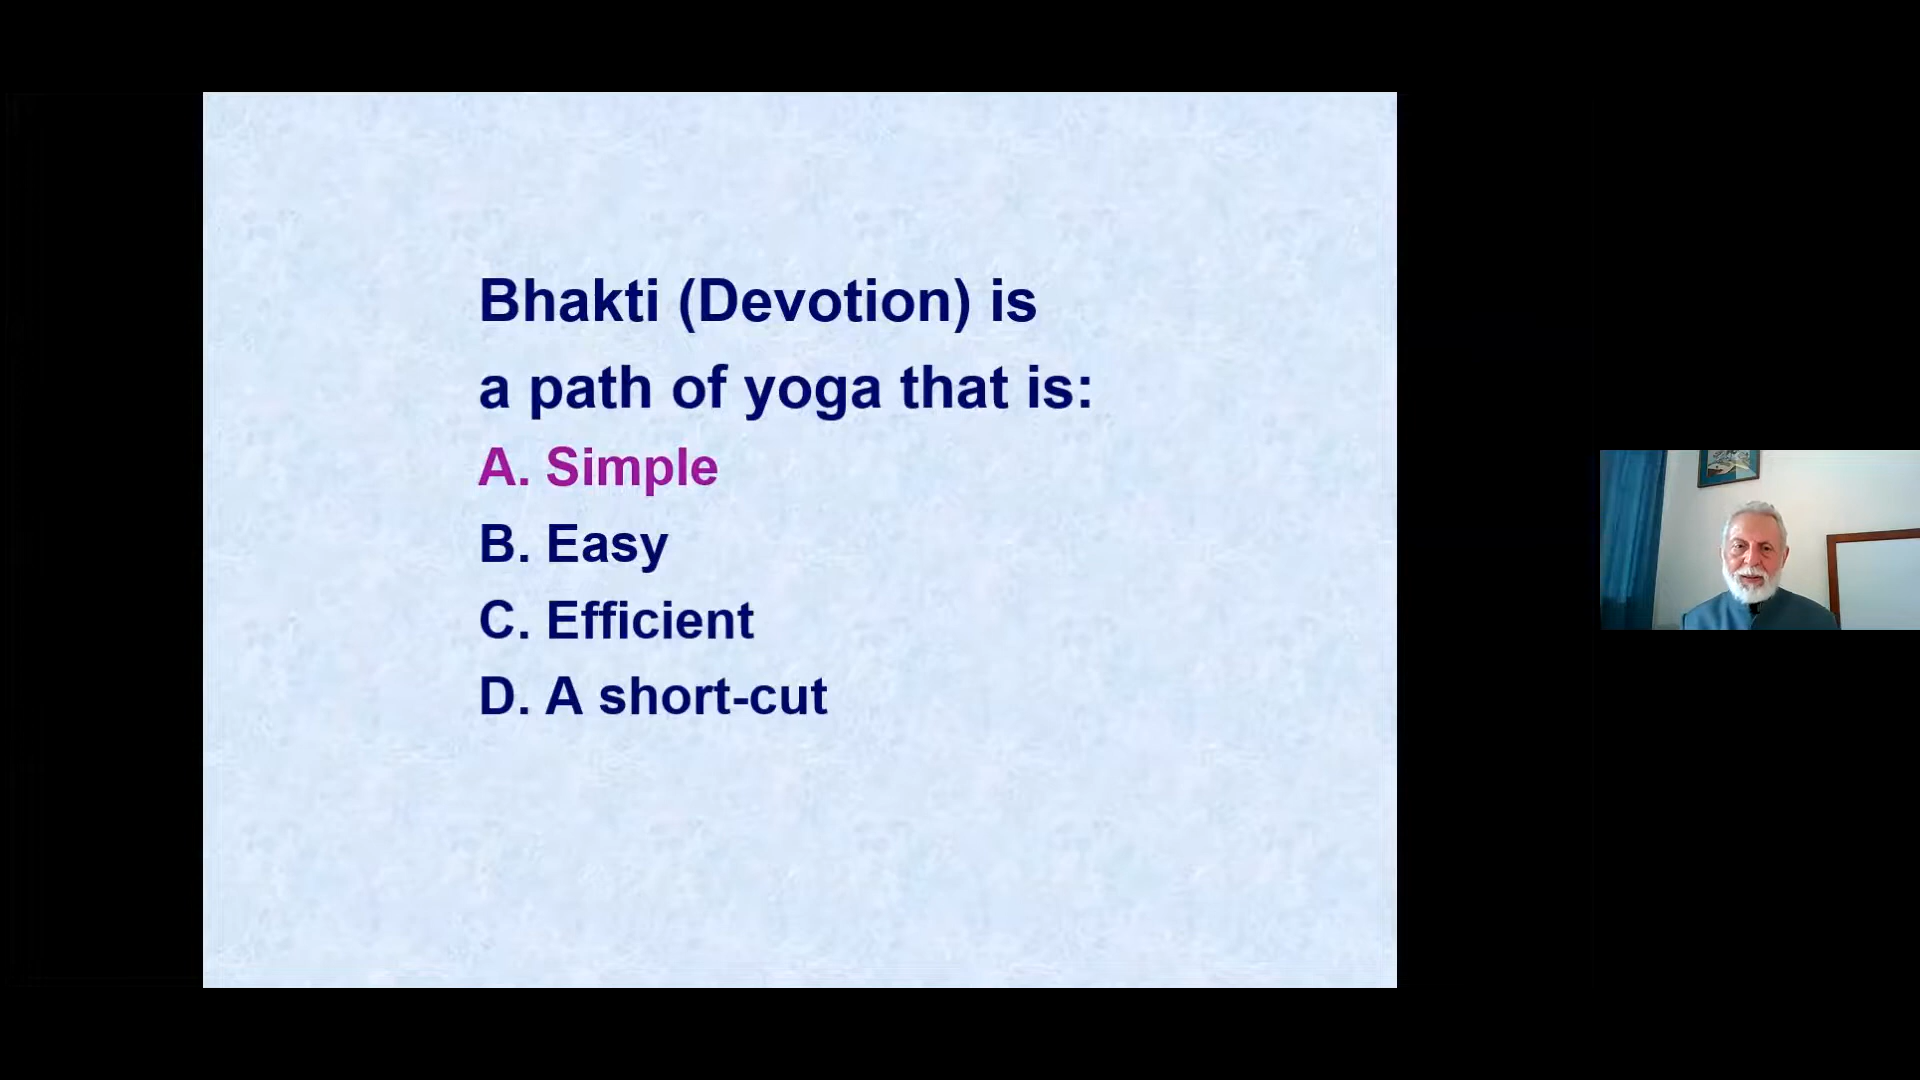 Bhakti (Devotion) is
a path of yoga that is:
A. Simple
B. Easy
C. Efficient
D. A short-cut